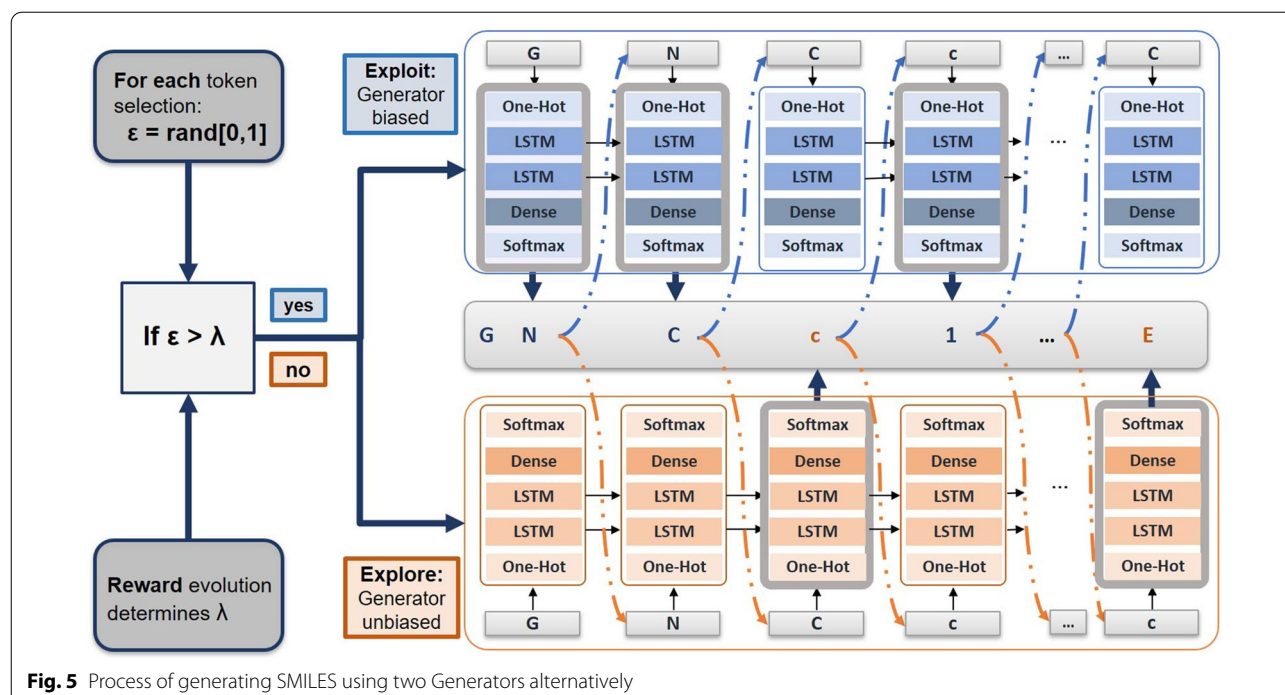 For each token
selection:
ε = rand[0,1]
If ε > λ
yes
no
Reward evolution
determines λ
Exploit:
Generator
biased
G N C c ... C
One-Hot One-Hot One-Hot One-Hot One-Hot
LSTM LSTM LSTM LSTM ... LSTM
LSTM LSTM LSTM LSTM LSTM
Dense Dense Dense Dense Dense
Softmax Softmax Softmax Softmax Softmax
G N C c 1 ... E
Explore:
Generator
unbiased
Softmax Softmax Softmax Softmax Softmax
Dense Dense Dense Dense Dense
LSTM LSTM LSTM LSTM ... LSTM
LSTM LSTM LSTM LSTM LSTM
One-Hot One-Hot One-Hot One-Hot One-Hot
G N C c ... c
Fig. 5 Process of generating SMILES using two Generators alternatively